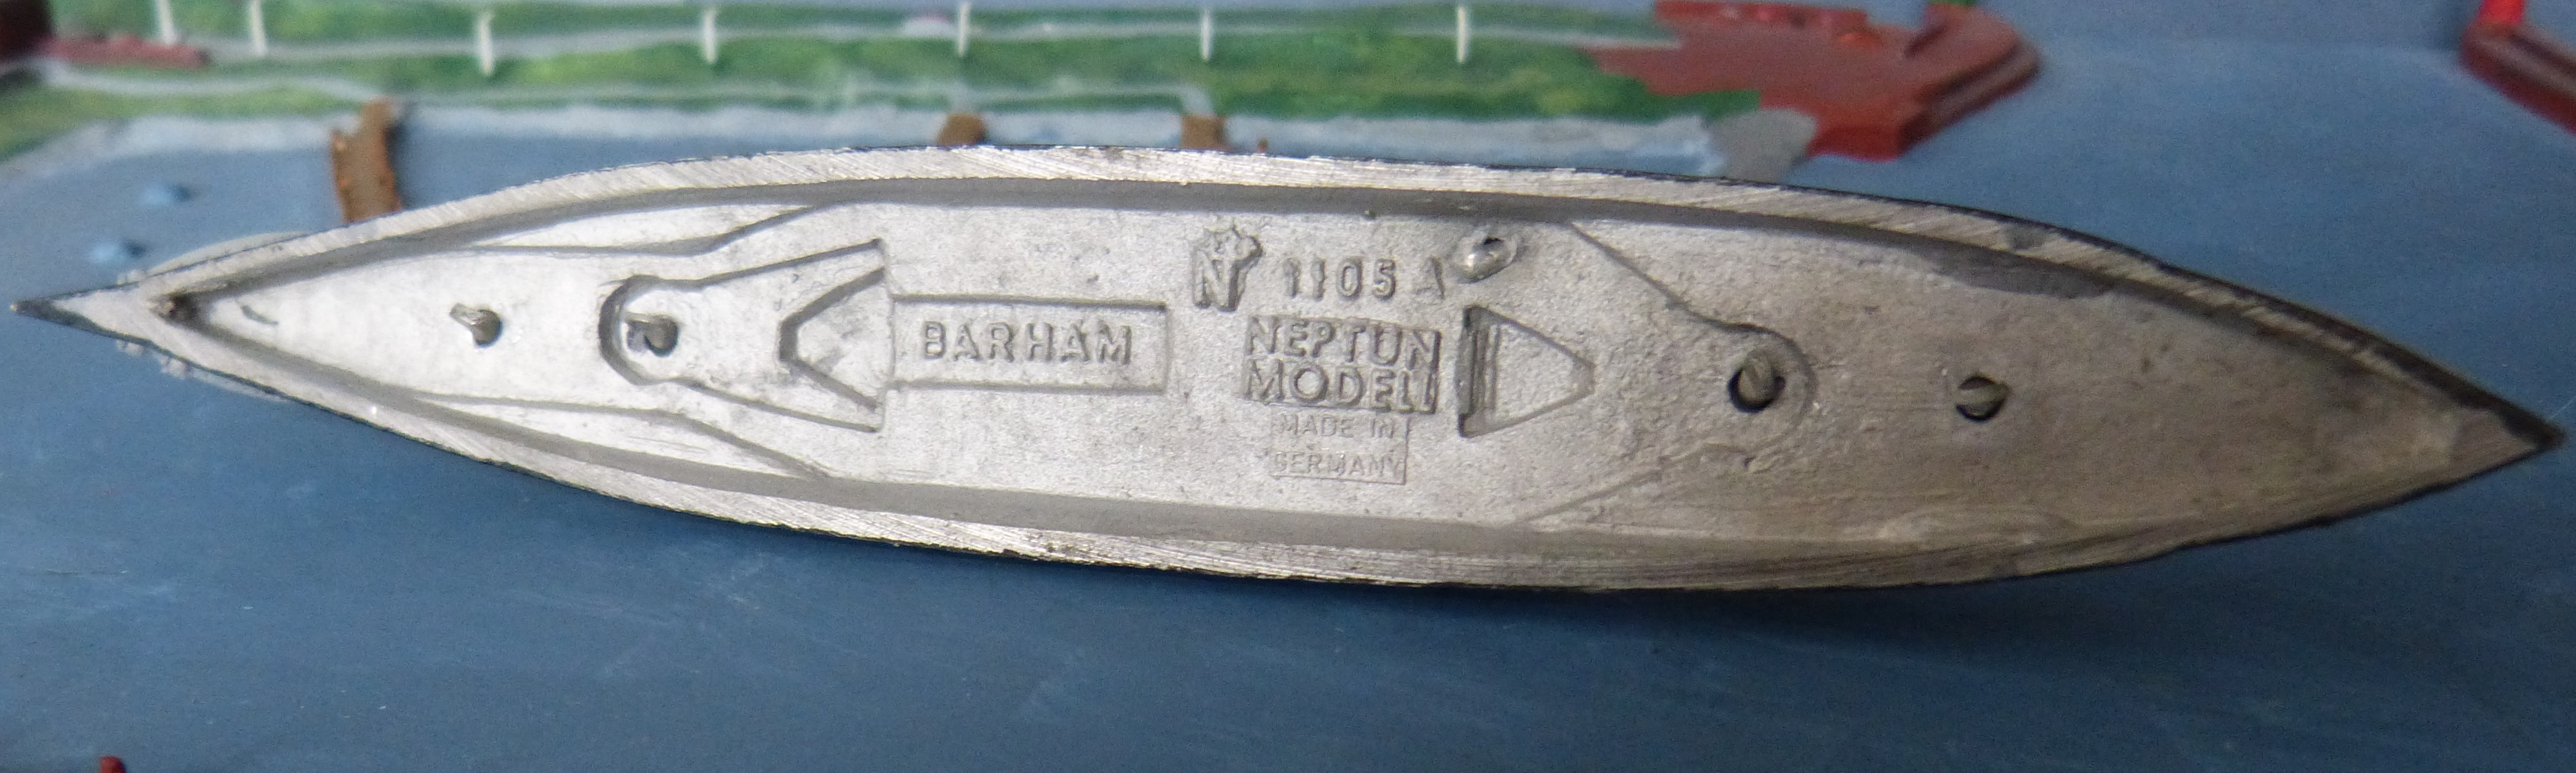 BARHAM
N 1105 A
NEPTUN
MODELL
MADE IN
GERMANY